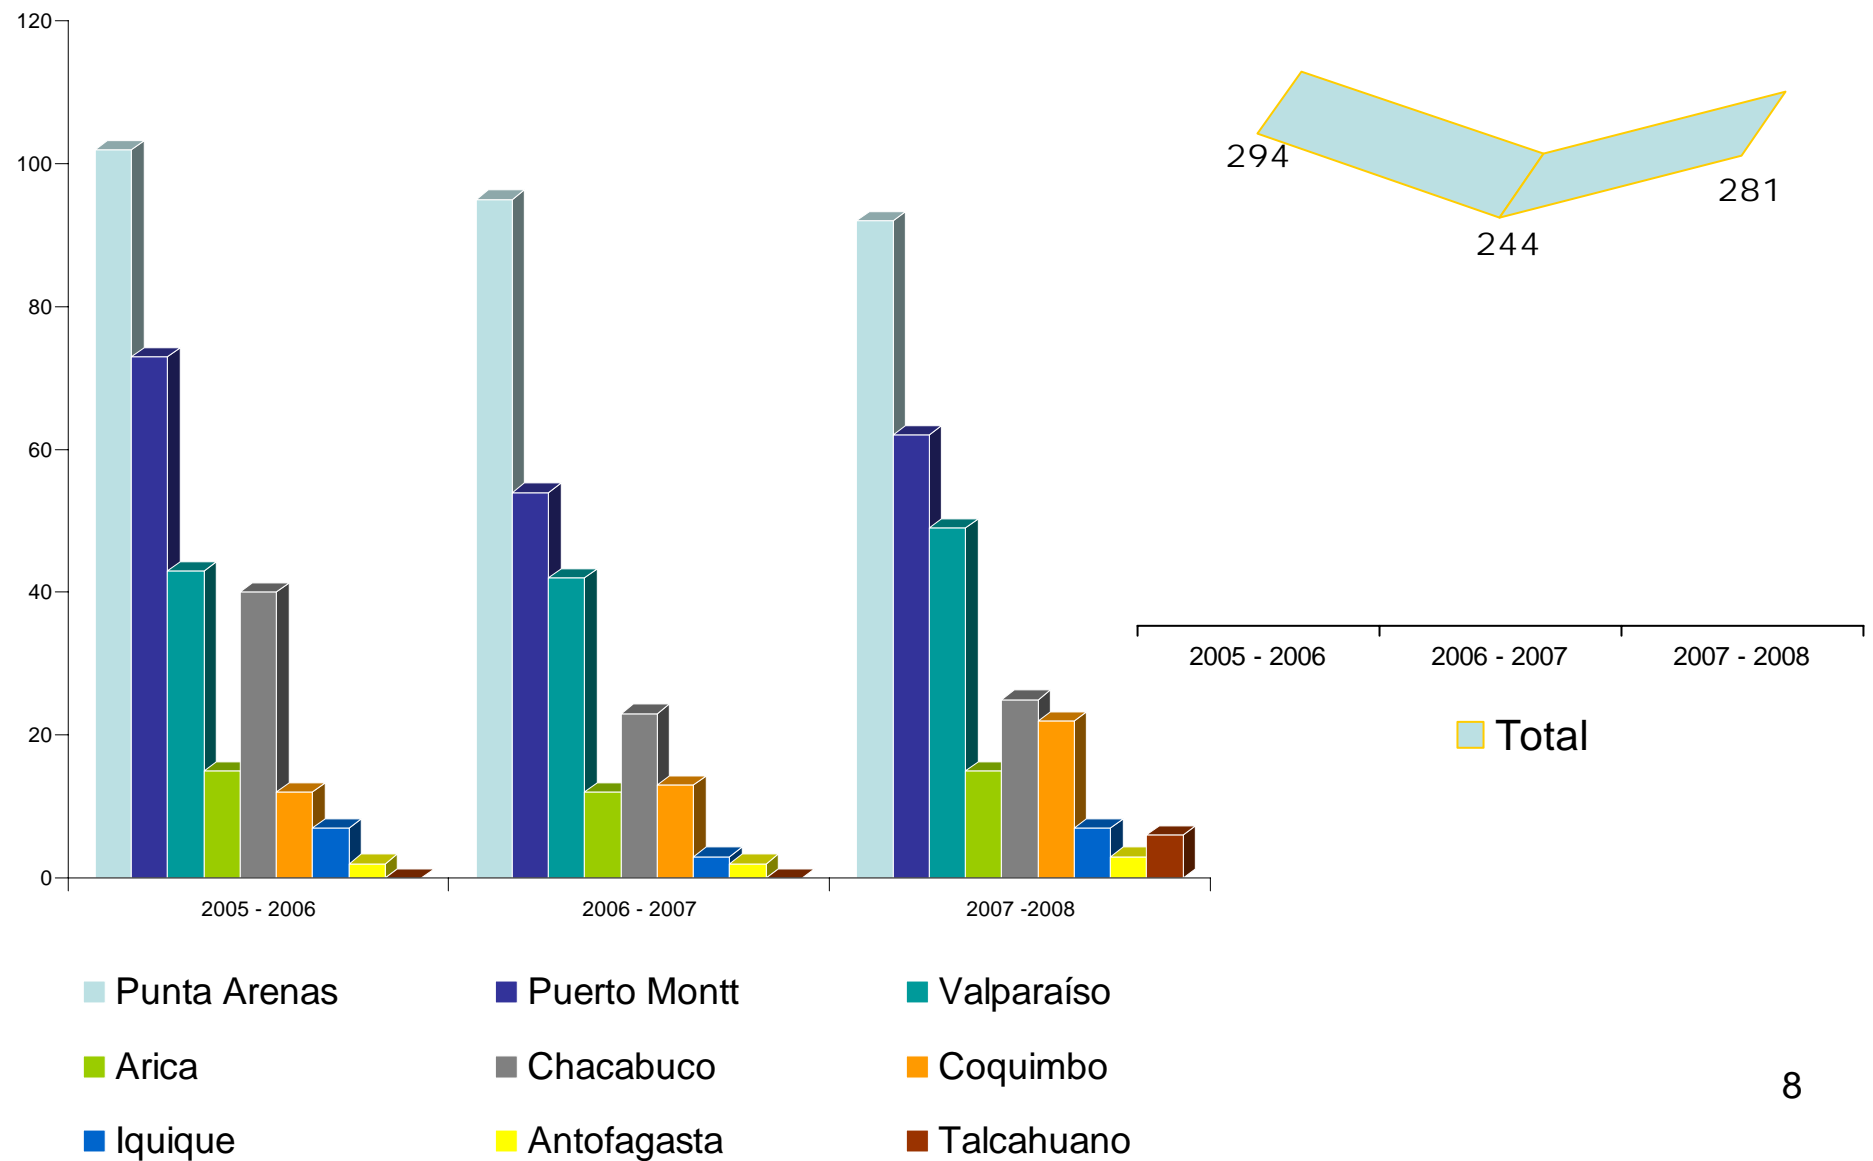 120
100
80
60
40
20
0
2005 - 2006
2006 - 2007
2007 -2008
294
244
281
2005 - 2006
2006 - 2007
2007 - 2008
Total
Punta Arenas
Puerto Montt
Valparaíso
Arica
Chacabuco
Coquimbo
Iquique
Antofagasta
Talcahuano
8